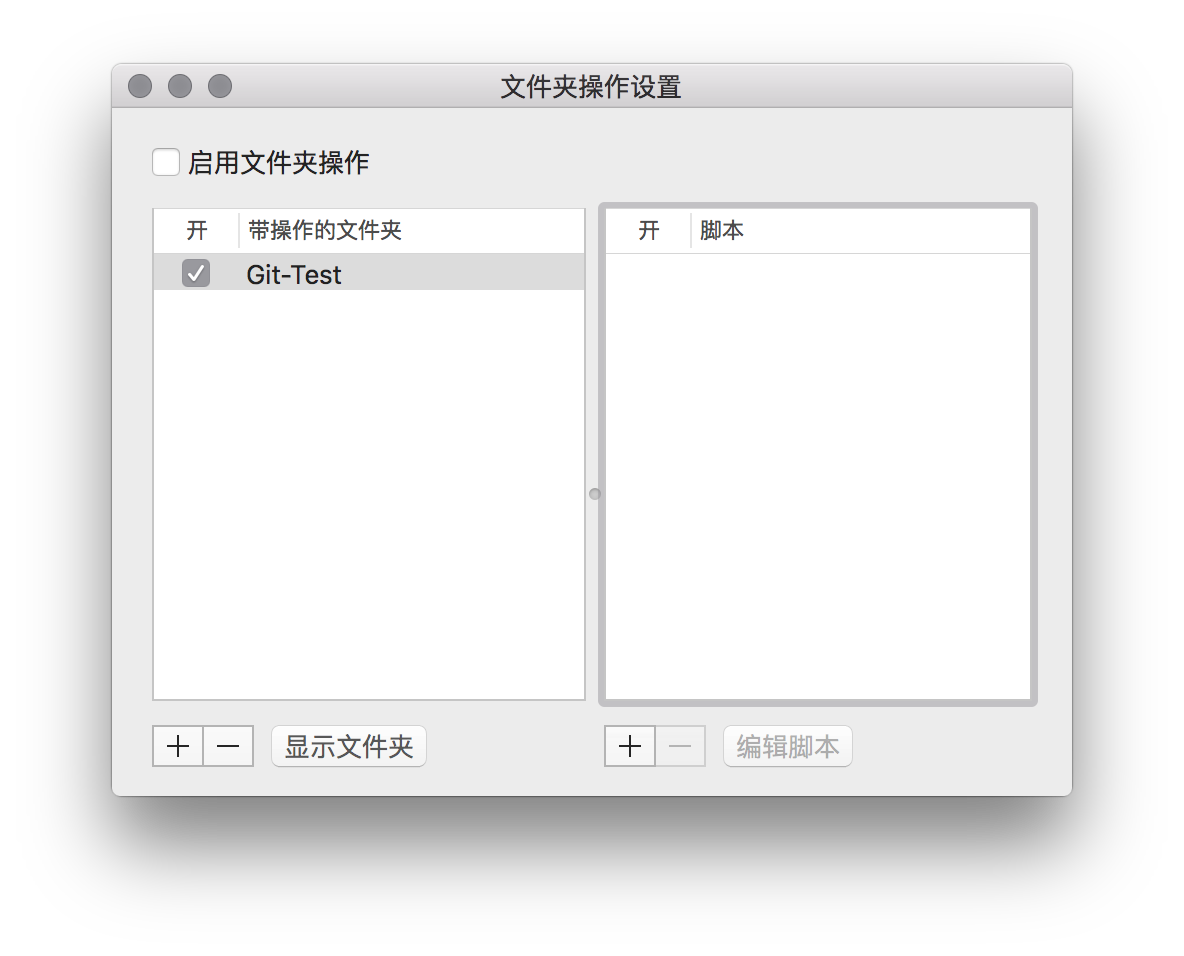 文件夹操作设置
启用文件夹操作
开 带操作的文件夹
Git-Test
开 脚本
显示文件夹
编辑脚本